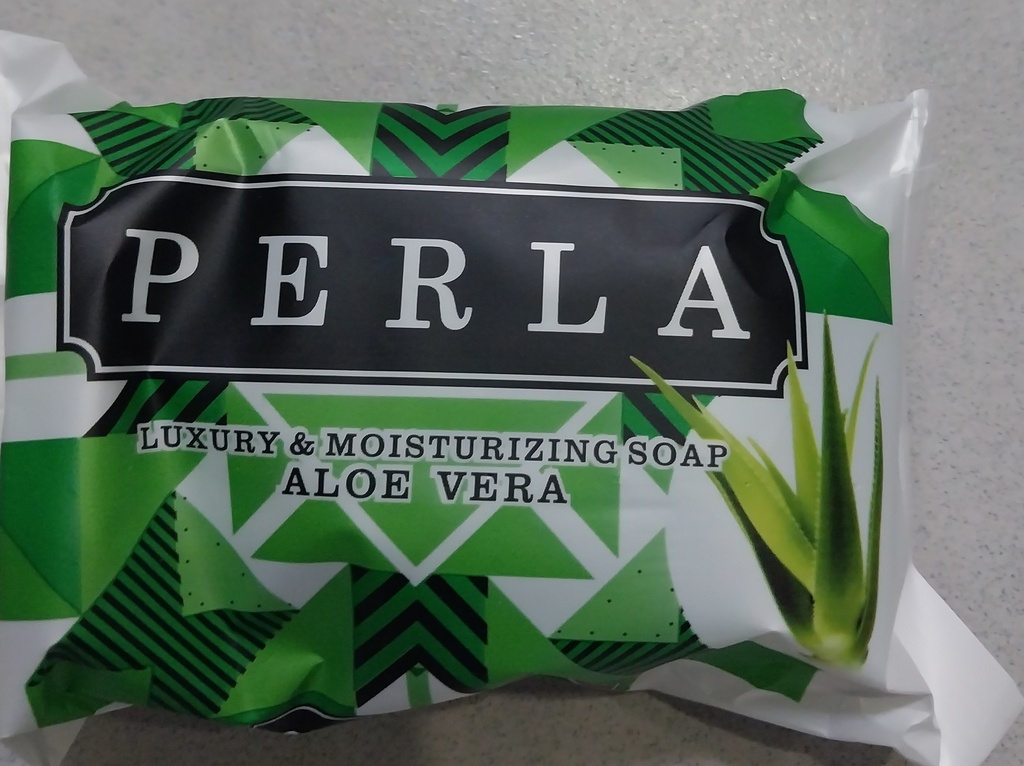 PERLA
LUXURY & MOISTURIZING SOAP
ALOE VERA